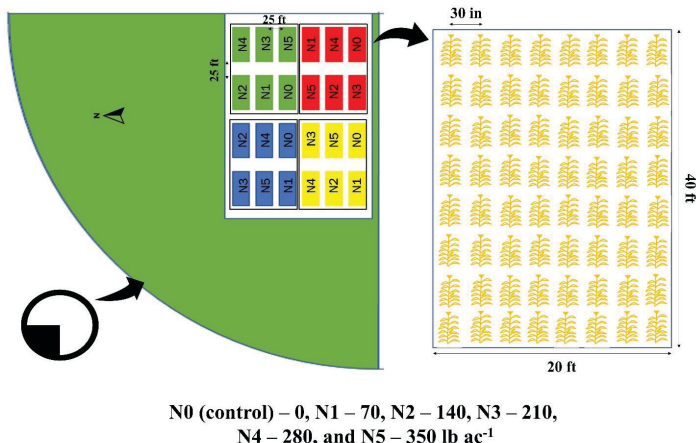 25 ft
30 in
N4 N3 N5 N1 N4 N0
25 ft
N2 N1 N0 N5 N2 N3
N
N2 N4 N0 N3 N5 N0
N3 N5 N1 N4 N2 N1
40 ft
20 ft
N0 (control) – 0, N1 – 70, N2 – 140, N3 – 210,
N4 – 280, and N5 – 350 lb ac⁻¹